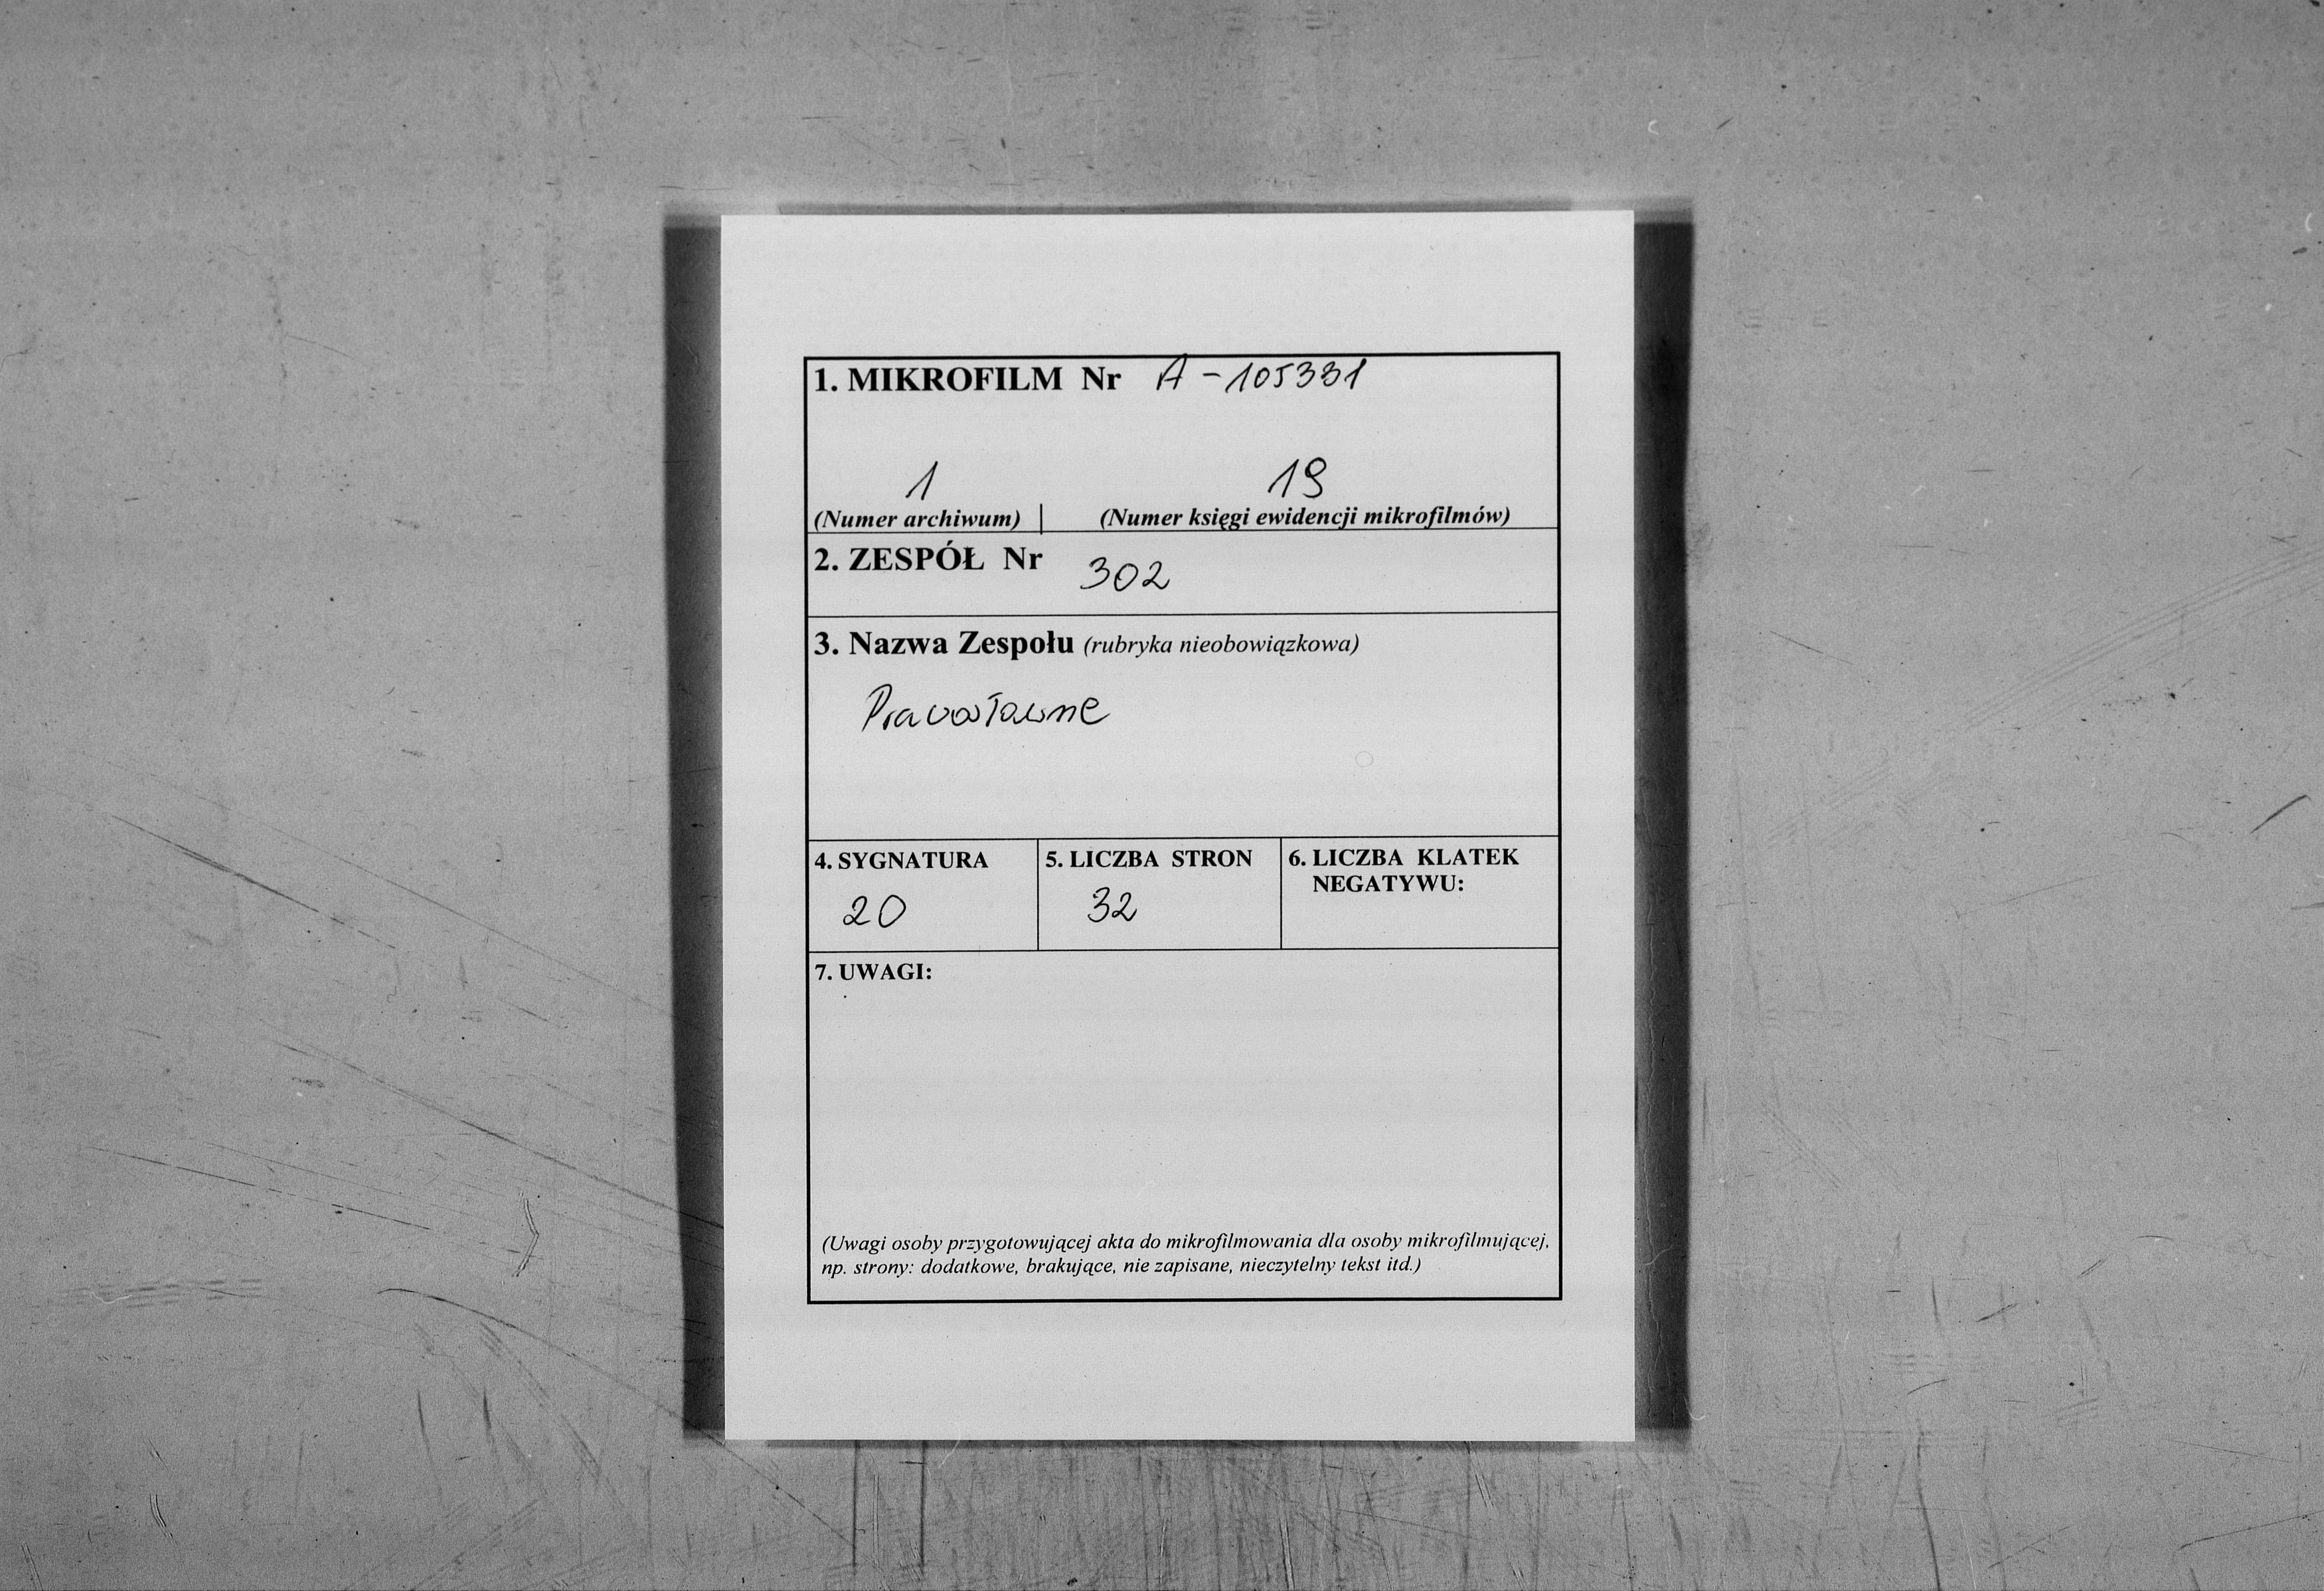 1. MIKROFILM Nr A-105331
1 19
(Numer archiwum) (Numer księgi ewidencji mikrofilmów)
2. ZESPÓŁ Nr 302
3. Nazwa Zespołu (rubryka nieobowiązkowa)
Prawosławne
4. SYGNATURA
20
5. LICZBA STRON
32
6. LICZBA KLATEK
NEGATYWU:
7. UWAGI:
(Uwagi osoby przygotowującej akta do mikrofilmowania dla osoby mikrofilmującej,
np. strony: dodatkowe, brakujące, nie zapisane, nieczytelny tekst itd.)